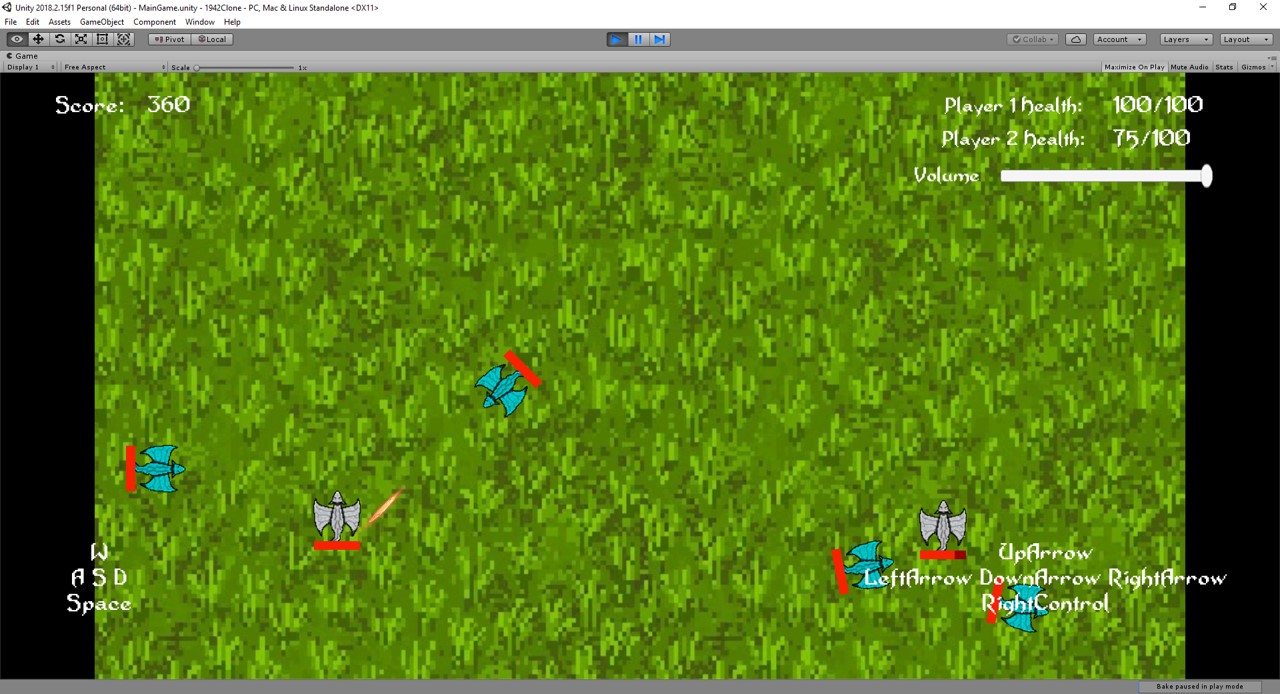 Unity 2018.2.15f1 Personal (64bit) - MainGame.unity - 1942Clone - PC, Mac & Linux Standalone <DX11>
File Edit Assets GameObject Component Window Help
Pivot Local Collab Account Layers Layout
Game
Display 1 Free Aspect Scale 1x Maximize On Play Mute Audio Stats Gizmos
Score: 360
Player 1 Health: 100/100
Player 2 Health: 75/100
Volume
W
A S D
Space
UpArrow
LeftArrow DownArrow RightArrow
RightControl
Bake paused in play mode